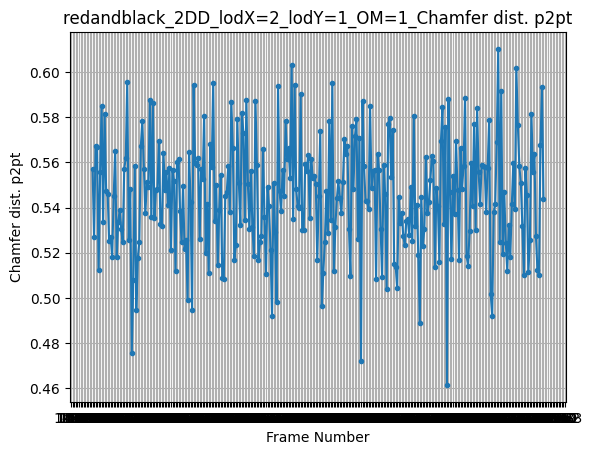 redandblack_2DD_lodX=2_lodY=1_OM=1_Chamfer dist. p2pt
Chamfer dist. p2pt
0.60
0.58
0.56
0.54
0.52
0.50
0.48
0.46
Frame Number